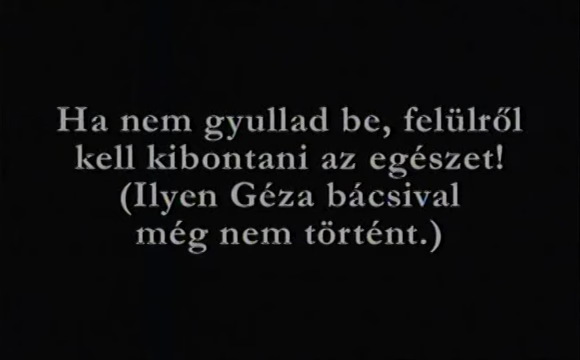 Ha nem gyullad be, felülről
kell kibontani az egészet!
(Ilyen Géza bácsival
még nem történt.)